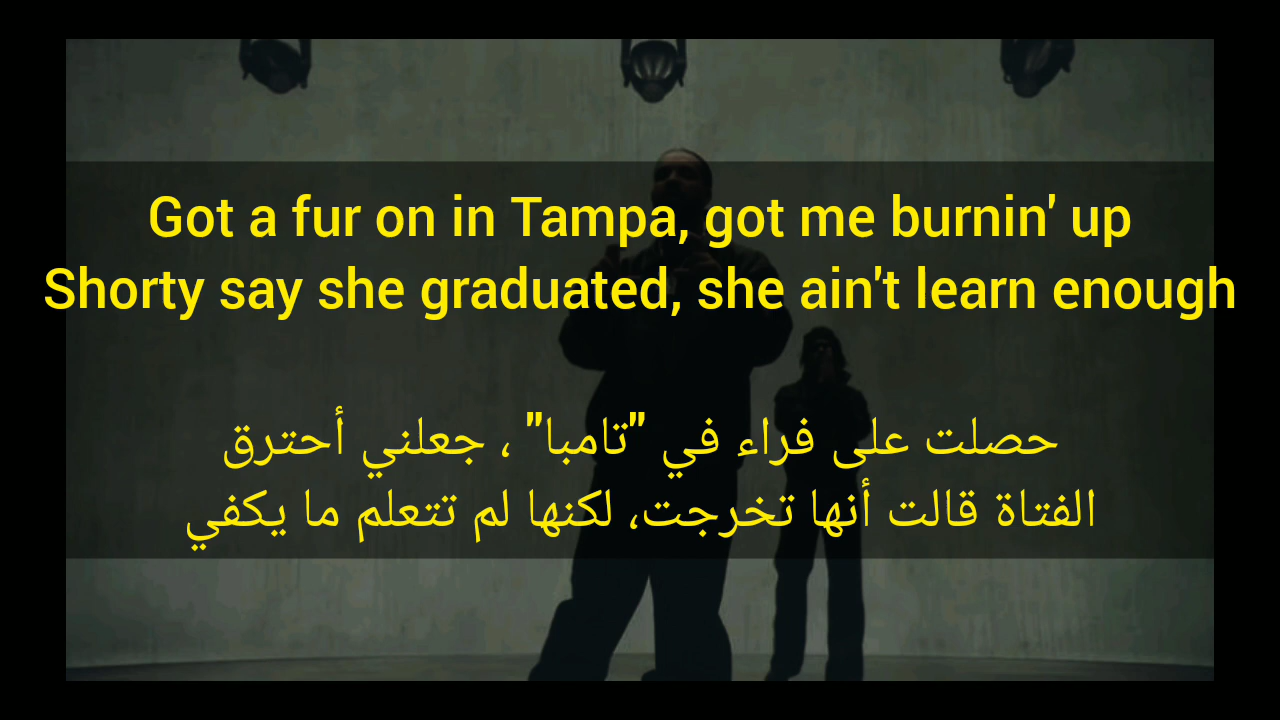 Got a fur on in Tampa, got me burnin' up
Shorty say she graduated, she ain't learn enough
حصلت على فراء في "تامبا" ، جعلني أحترق
الفتاة قالت أنها تخرجت، لكنها لم تتعلم ما يكفي